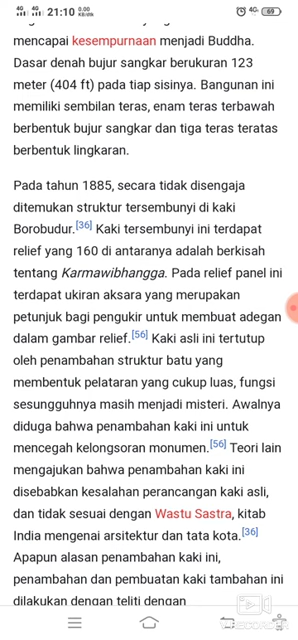 21:10
0.00
KB/s
4G
69
mencapai kesempurnaan menjadi Buddha.
Dasar denah bujur sangkar berukuran 123
meter (404 ft) pada tiap sisinya. Bangunan ini
memiliki sembilan teras, enam teras terbawah
berbentuk bujur sangkar dan tiga teras teratas
berbentuk lingkaran.
Pada tahun 1885, secara tidak disengaja
ditemukan struktur tersembunyi di kaki
Borobudur.[36] Kaki tersembunyi ini terdapat
relief yang 160 di antaranya adalah berkisah
tentang Karmawibhangga. Pada relief panel ini
terdapat ukiran aksara yang merupakan
petunjuk bagi pengukir untuk membuat adegan
dalam gambar relief.[56] Kaki asli ini tertutup
oleh penambahan struktur batu yang
membentuk pelataran yang cukup luas, fungsi
sesungguhnya masih menjadi misteri. Awalnya
diduga bahwa penambahan kaki ini untuk
mencegah kelongsoran monumen.[56] Teori lain
mengajukan bahwa penambahan kaki ini
disebabkan kesalahan perancangan kaki asli,
dan tidak sesuai dengan Wastu Sastra, kitab
India mengenai arsitektur dan tata kota.[36]
Apapun alasan penambahan kaki ini,
penambahan dan pembuatan kaki tambahan ini
dilakukan dengan teliti dengan